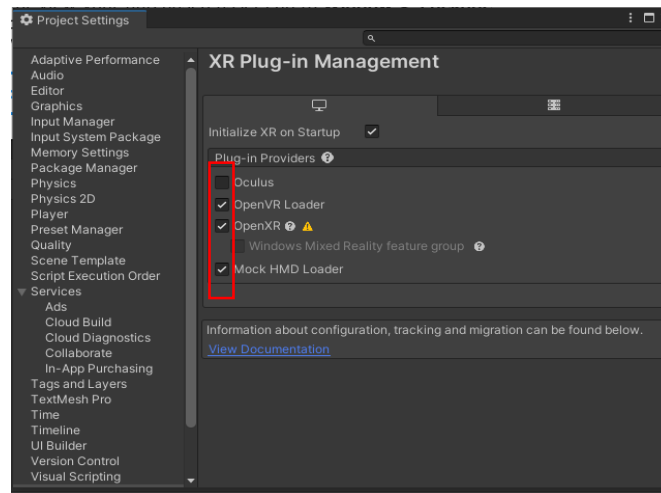 Project Settings
Adaptive Performance
Audio
Editor
Graphics
Input Manager
Input System Package
Memory Settings
Package Manager
Physics
Physics 2D
Player
Preset Manager
Quality
Scene Template
Script Execution Order
Services
Ads
Cloud Build
Cloud Diagnostics
Collaborate
In-App Purchasing
Tags and Layers
TextMesh Pro
Time
Timeline
UI Builder
Version Control
Visual Scripting
XR Plug-in Management
Initialize XR on Startup
Plug-in Providers
Oculus
OpenVR Loader
OpenXR
Windows Mixed Reality feature group
Mock HMD Loader
Information about configuration, tracking and migration can be found below.
View Documentation